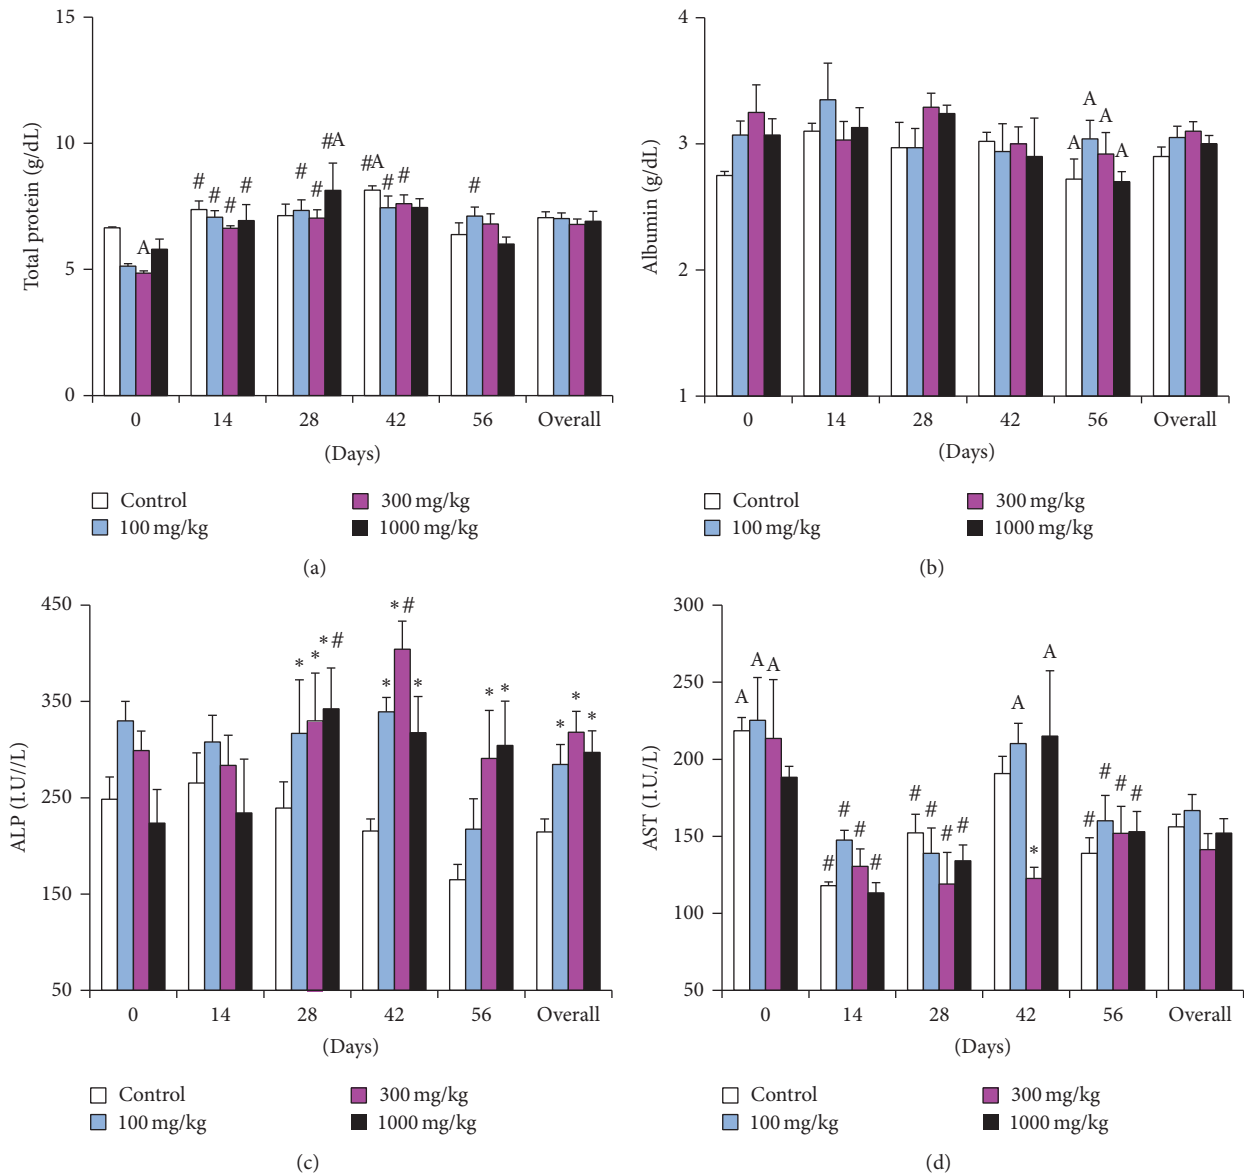 15
10
5
0
Total protein (g/dL)
A
# # # #
# # #A
#A # #
#
0 14 28 42 56 Overall
(Days)
Control
100 mg/kg
300 mg/kg
1000 mg/kg
(a)
4
3
2
1
Albumin (g/dL)
A A A A
0 14 28 42 56 Overall
(Days)
Control
100 mg/kg
300 mg/kg
1000 mg/kg
(b)
450
350
250
150
50
ALP (I.U//L)
* * *#
* *# *
* *
* * *
0 14 28 42 56 Overall
(Days)
Control
100 mg/kg
300 mg/kg
1000 mg/kg
(c)
300
250
200
150
100
50
AST (I.U./L)
A A A
# # # #
# # # #
A * A
# # # #
0 14 28 42 56 Overall
(Days)
Control
100 mg/kg
300 mg/kg
1000 mg/kg
(d)